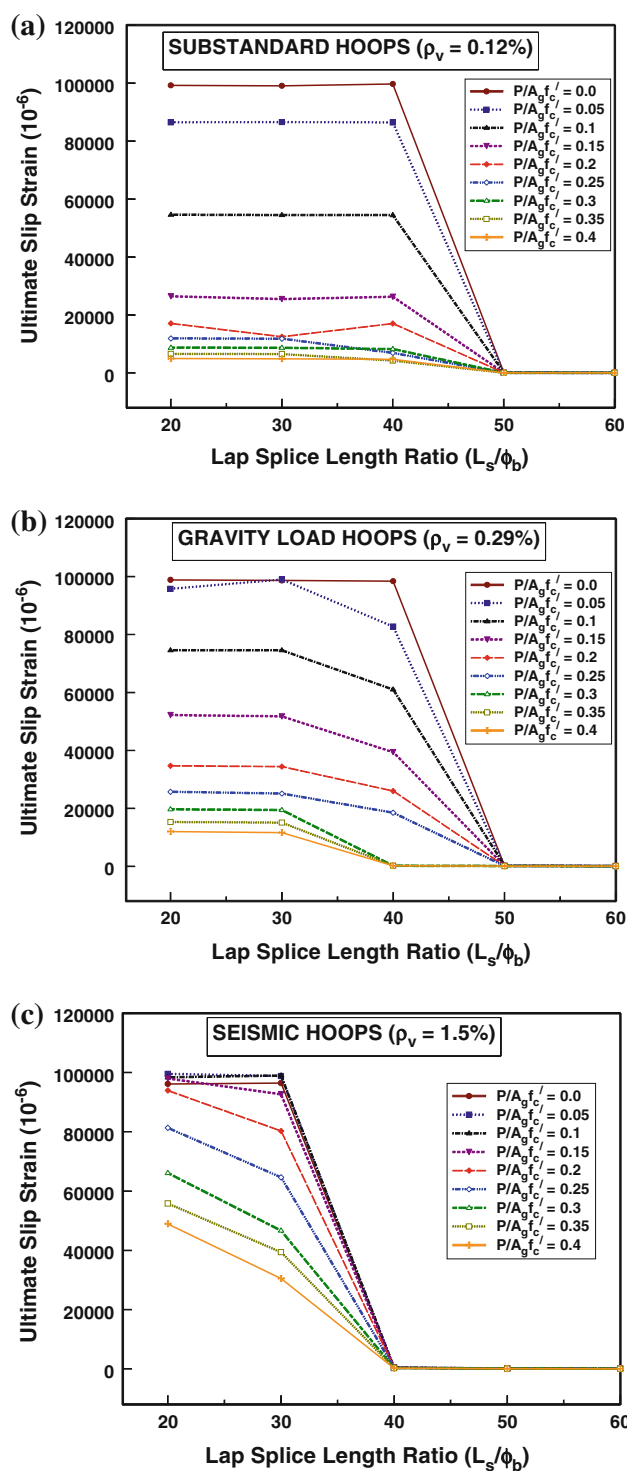 (a)
SUBSTANDARD HOOPS (ρv = 0.12%)
120000
100000
80000
60000
40000
20000
0
Ultimate Slip Strain (10-6)
P/Agfc/ = 0.0
P/Agfc/ = 0.05
P/Agfc/ = 0.1
P/Agfc/ = 0.15
P/Agfc/ = 0.2
P/Agfc/ = 0.25
P/Agfc/ = 0.3
P/Agfc/ = 0.35
P/Agfc/ = 0.4
20 30 40 50 60
Lap Splice Length Ratio (Ls/ϕb)
(b)
GRAVITY LOAD HOOPS (ρv = 0.29%)
120000
100000
80000
60000
40000
20000
0
Ultimate Slip Strain (10-6)
P/Agfc/ = 0.0
P/Agfc/ = 0.05
P/Agfc/ = 0.1
P/Agfc/ = 0.15
P/Agfc/ = 0.2
P/Agfc/ = 0.25
P/Agfc/ = 0.3
P/Agfc/ = 0.35
P/Agfc/ = 0.4
20 30 40 50 60
Lap Splice Length Ratio (Ls/ϕb)
(c)
SEISMIC HOOPS (ρv = 1.5%)
120000
100000
80000
60000
40000
20000
0
Ultimate Slip Strain (10-6)
P/Agfc/ = 0.0
P/Agfc/ = 0.05
P/Agfc/ = 0.1
P/Agfc/ = 0.15
P/Agfc/ = 0.2
P/Agfc/ = 0.25
P/Agfc/ = 0.3
P/Agfc/ = 0.35
P/Agfc/ = 0.4
20 30 40 50 60
Lap Splice Length Ratio (Ls/ϕb)